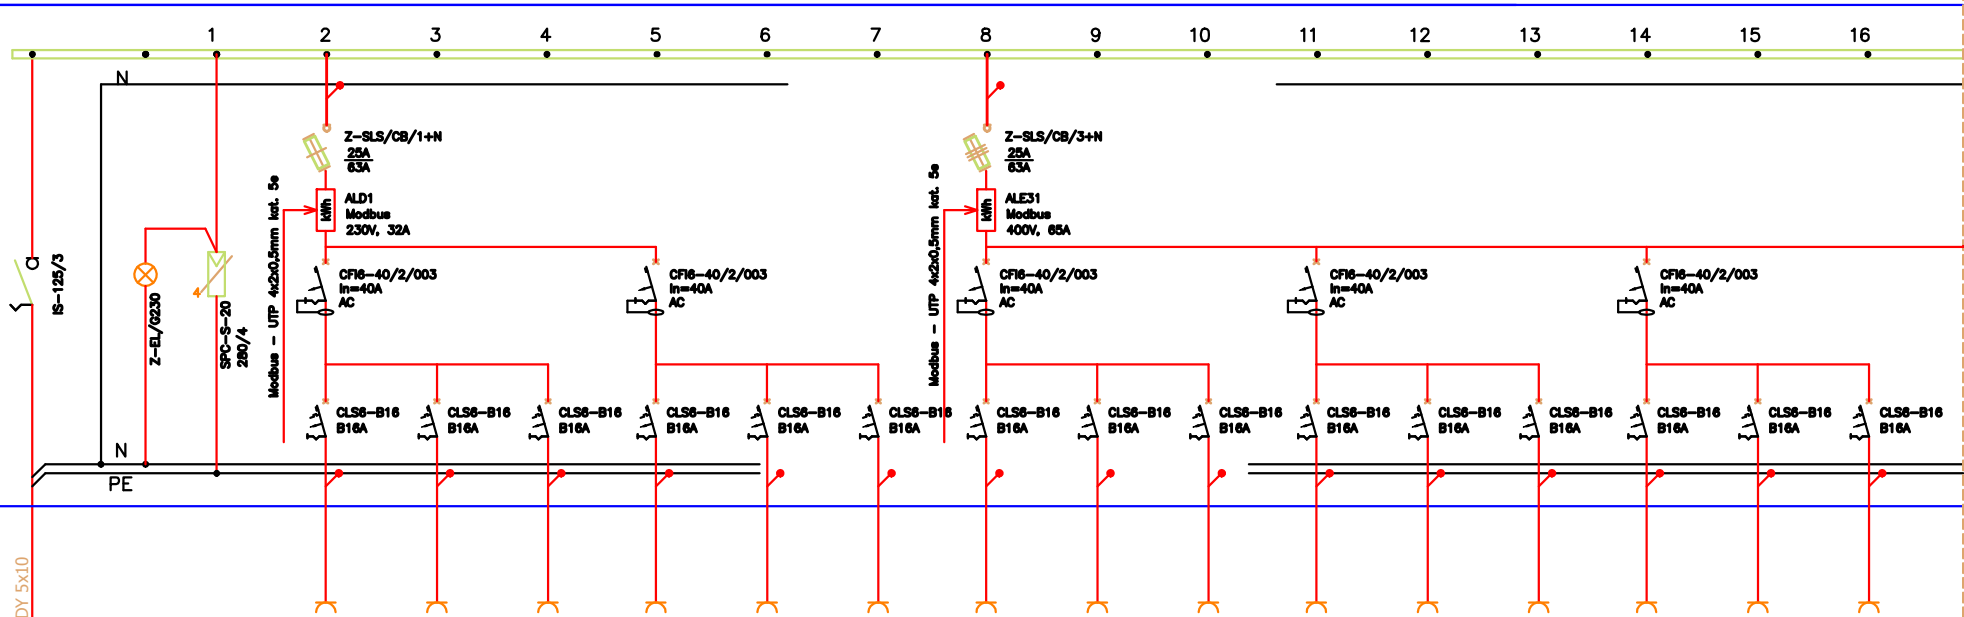 1 2 3 4 5 6 7 8 9 10 11 12 13 14 15 16
N
Z-SLS/CB/1+N
25A
63A
Z-SLS/CB/3+N
25A
63A
ALD1
Modbus
230V, 32A
ALE31
Modbus
400V, 65A
kWh
kWh
Modbus - UTP 4x2x0,5mm kat. 5e
Modbus - UTP 4x2x0,5mm kat. 5e
IS-125/3
Z-EL/G230
4
SPC-S-20
280/4
CFI6-40/2/003
In=40A
AC
CFI6-40/2/003
In=40A
AC
CFI6-40/2/003
In=40A
AC
CFI6-40/2/003
In=40A
AC
CFI6-40/2/003
In=40A
AC
CLS6-B16
B16A
CLS6-B16
B16A
CLS6-B16
B16A
CLS6-B16
B16A
CLS6-B16
B16A
CLS6-B16
B16A
CLS6-B16
B16A
CLS6-B16
B16A
CLS6-B16
B16A
CLS6-B16
B16A
CLS6-B16
B16A
CLS6-B16
B16A
CLS6-B16
B16A
CLS6-B16
B16A
CLS6-B16
B16A
N
PE
DY 5x10